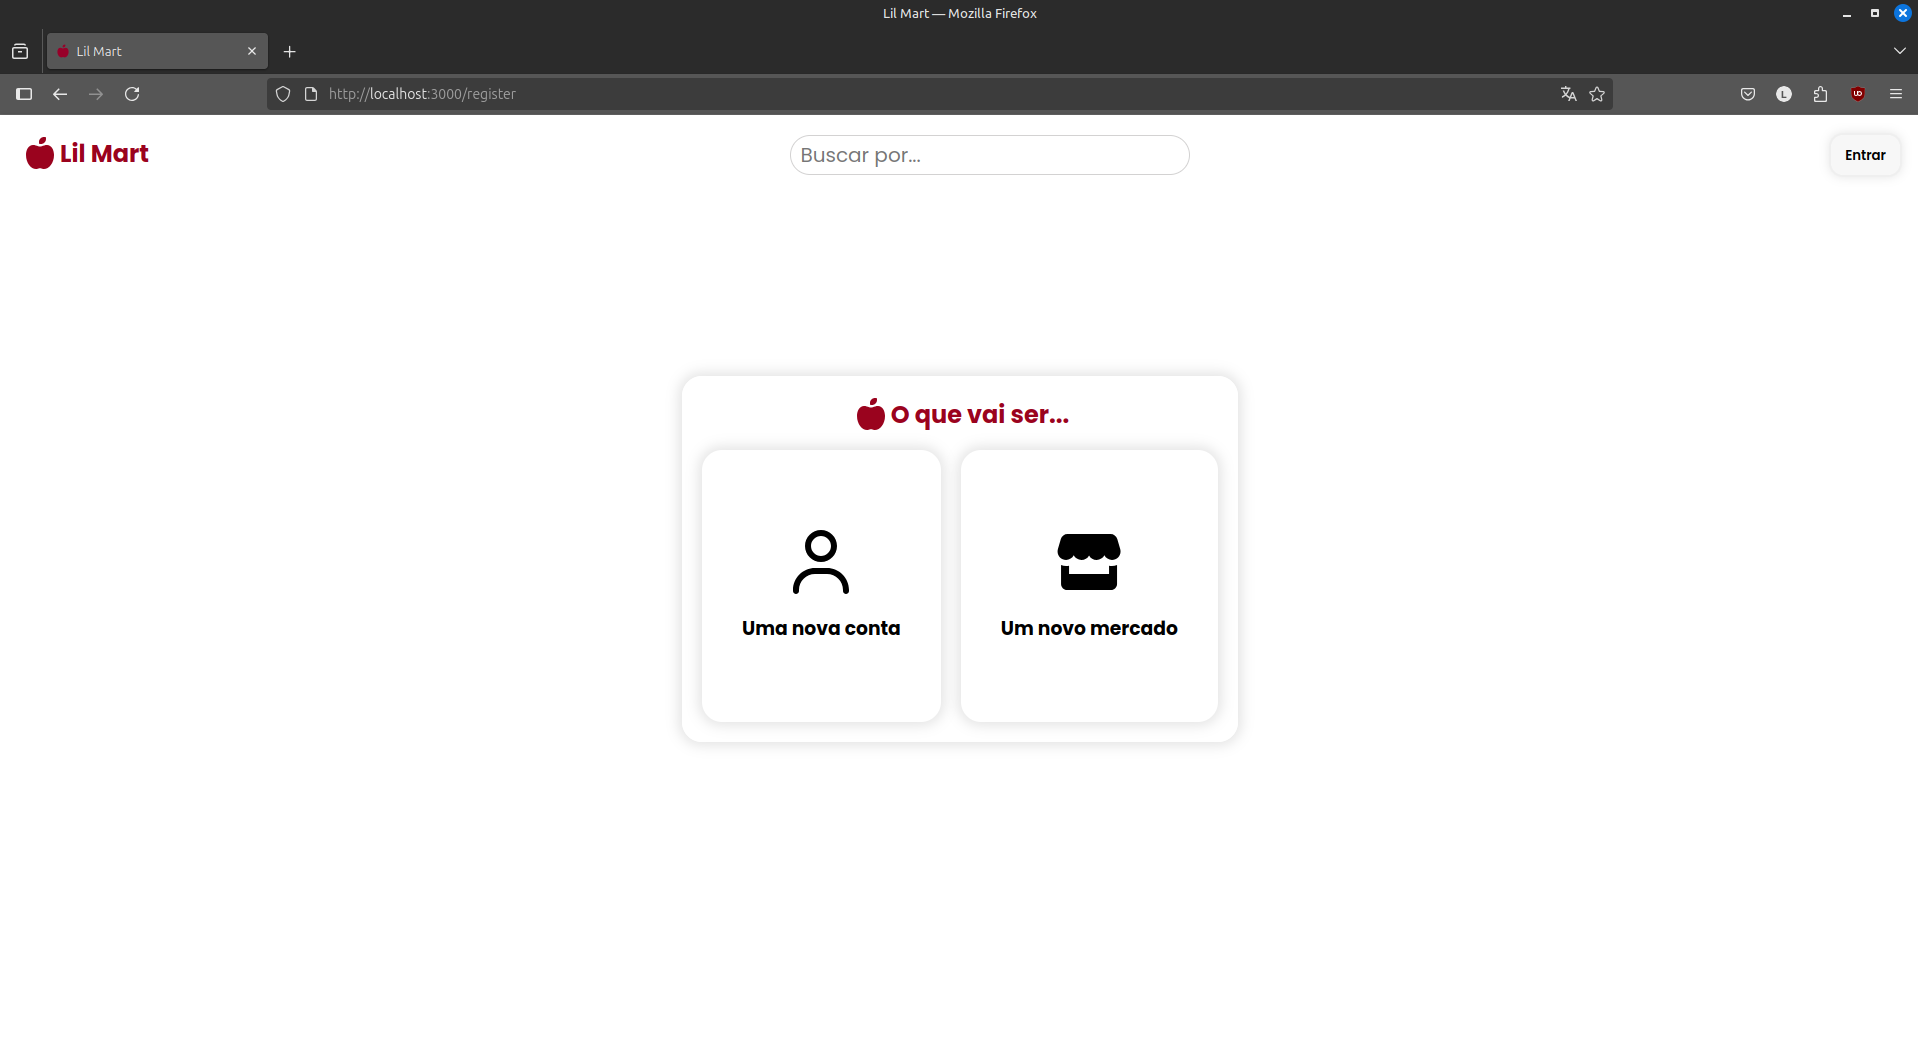 Lil Mart — Mozilla Firefox
Lil Mart
http://localhost:3000/register
L
Lil Mart
Buscar por...
Entrar
O que vai ser...
Uma nova conta
Um novo mercado